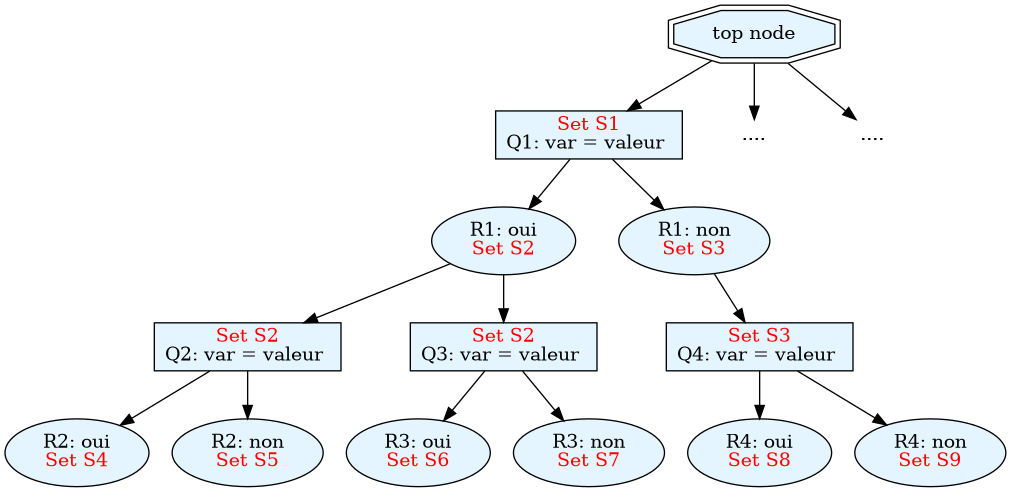 top node
Set S1
Q1: var = valeur
....
....
R1: oui
Set S2
R1: non
Set S3
Set S2
Q2: var = valeur
Set S2
Q3: var = valeur
Set S3
Q4: var = valeur
R2: oui
Set S4
R2: non
Set S5
R3: oui
Set S6
R3: non
Set S7
R4: oui
Set S8
R4: non
Set S9